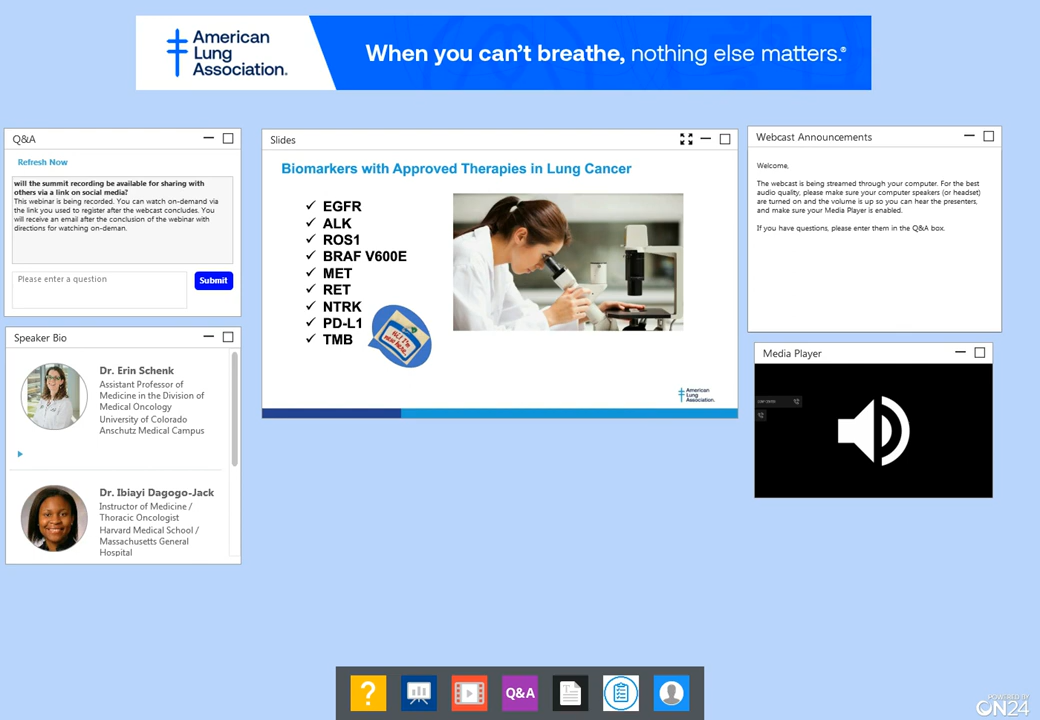 American
Lung
Association.
When you can't breathe, nothing else matters.®
Q&A
Refresh Now
will the summit recording be available for sharing with
others via a link on social media?
This webinar is being recorded. You can watch on-demand via
the link you used to register after the webcast concludes. You
will receive an email after the conclusion of the webinar with
directions for watching on-deman.
Please enter a question
Submit
Speaker Bio
Dr. Erin Schenk
Assistant Professor of
Medicine in the Division of
Medical Oncology
University of Colorado
Anschutz Medical Campus
Dr. Ibiayi Dagogo-Jack
Instructor of Medicine /
Thoracic Oncologist
Harvard Medical School /
Massachusetts General
Hospital
Slides
Biomarkers with Approved Therapies in Lung Cancer
✓ EGFR
✓ ALK
✓ ROS1
✓ BRAF V600E
✓ MET
✓ RET
✓ NTRK
✓ PD-L1
✓ TMB
Hi! I'm
new here.
American
Lung
Association.
Webcast Announcements
Welcome,
The webcast is being streamed through your computer. For the best
audio quality, please make sure your computer speakers (or headset)
are turned on and the volume is up so you can hear the presenters,
and make sure your Media Player is enabled.
If you have questions, please enter them in the Q&A box.
Media Player
?
Q&A
POWERED BY
ON24